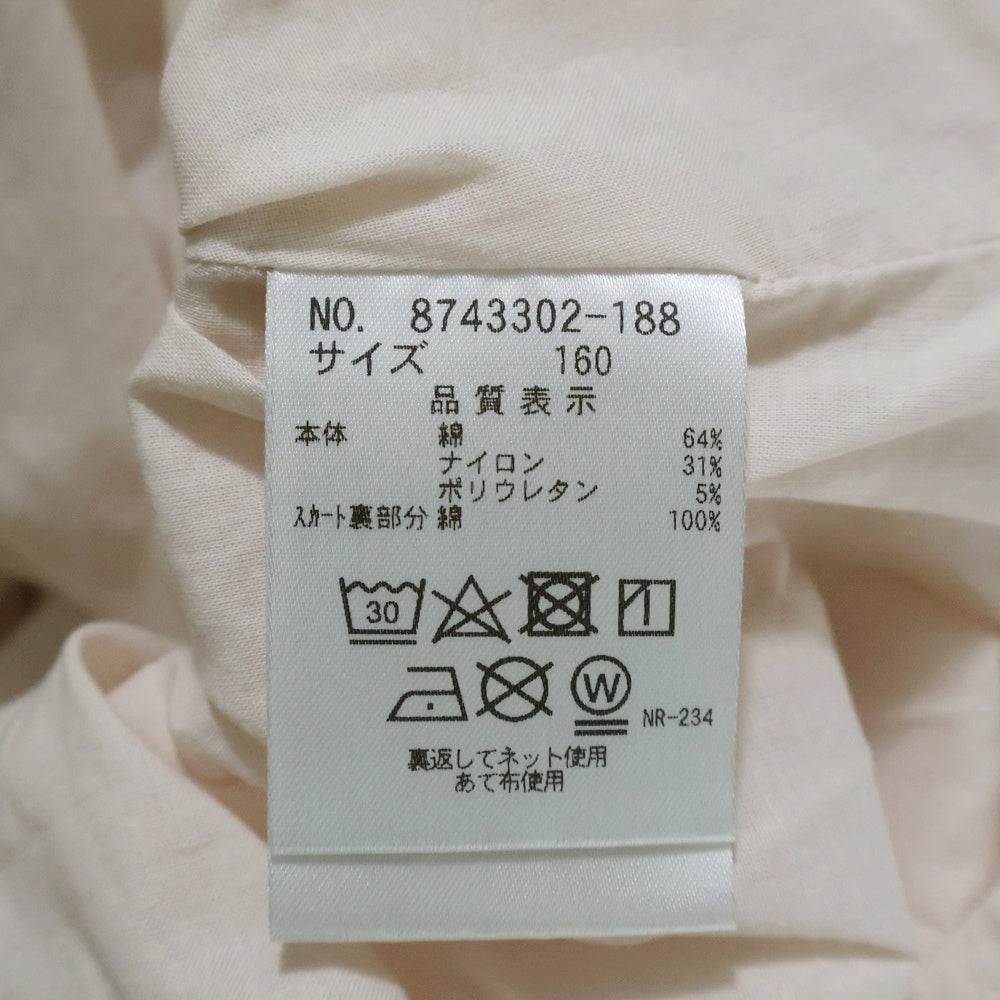 NO. 8743302-188
サイズ 160
品質表示
本体 綿 64%
ナイロン 31%
ポリウレタン 5%
スカート裏部分 綿 100%
30
W NR-234
裏返してネット使用
あて布使用